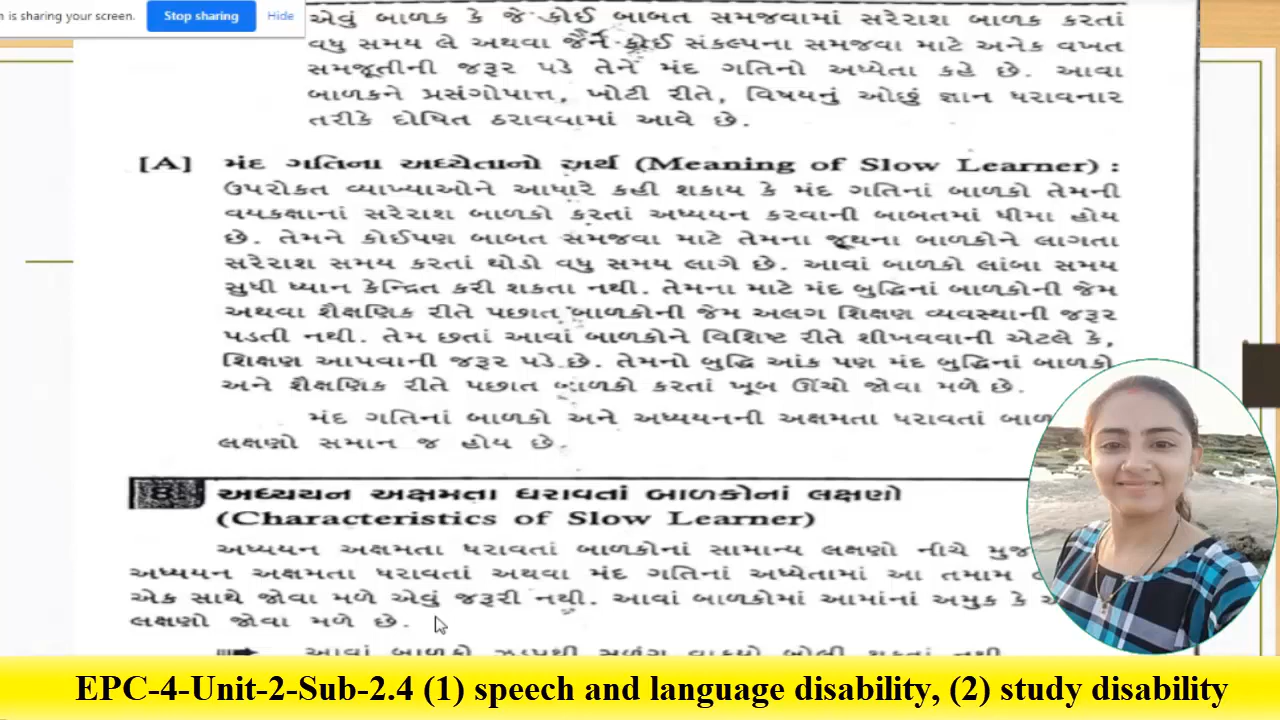 n is sharing your screen. Stop sharing Hide
એવું બાળક કે જે કોઈ બાબત સમજવામાં સરેરાશ બાળક કરતાં
વધુ સમય લે અથવા જેને કોઈ સંકલ્પના સમજવા માટે અનેક વખત
સમજૂતીની જરૂર પડે તેને મંદ ગતિનો અધ્યેતા કહે છે. આવા
બાળકને પ્રસંગોપાત્ત, ખોટી રીતે, વિષયનું ઓછું જ્ઞાન ધરાવનાર
તરીકે દોષિત ઠરાવવામાં આવે છે.
[A] મંદ ગતિના અધ્યેતાનો અર્થ (Meaning of Slow Learner) :
ઉપરોકત વ્યાખ્યાઓને આધારે કહી શકાય કે મંદ ગતિનાં બાળકો તેમની
વયકક્ષાનાં સરેરાશ બાળકો કરતાં અધ્યયન કરવાની બાબતમાં ધીમા હોય
છે. તેમને કોઈપણ બાબત સમજવા માટે તેમના જૂથના બાળકોને લાગતા
સરેરાશ સમય કરતાં થોડો વધુ સમય લાગે છે. આવાં બાળકો લાંબા સમય
સુધી ધ્યાન કેન્દ્રિત કરી શકતા નથી. તેમના માટે મંદ બુદ્ધિનાં બાળકોની જેમ
અથવા શૈક્ષણિક રીતે પછાત બાળકોની જેમ અલગ શિક્ષણ વ્યવસ્થાની જરૂર
પડતી નથી. તેમ છતાં આવાં બાળકોને વિશિષ્ટ રીતે શીખવવાની એટલે કે,
શિક્ષણ આપવાની જરૂર પડે છે. તેમનો બુદ્ધિ આંક પણ મંદ બુદ્ધિનાં બાળકો
અને શૈક્ષણિક રીતે પછાત બાળકો કરતાં ખૂબ ઊંચો જોવા મળે છે.
મંદ ગતિનાં બાળકો અને અધ્યયનની અક્ષમતા ધરાવતાં
લક્ષણો સમાન જ હોય છે.
8 અધ્યયન અક્ષમતા ધરાવતાં બાળકોનાં લક્ષણો
(Characteristics of Slow Learner)
અધ્યયન અક્ષમતા ધરાવતાં બાળકોનાં સામાન્ય લક્ષણો નીચે
અધ્યયન અક્ષમતા ધરાવતાં અથવા મંદ ગતિનાં અધ્યેતામાં આ તમામ
એક સાથે જોવા મળે એવું જરૂરી નથી. આવાં બાળકોમાં આમાંનાં અમુક કે
લક્ષણો જોવા મળે છે.
આવાં બાળકો ઝડપથી સળંગ વાક્યો બોલી શકતાં નથી
EPC-4-Unit-2-Sub-2.4 (1) speech and language disability, (2) study disability